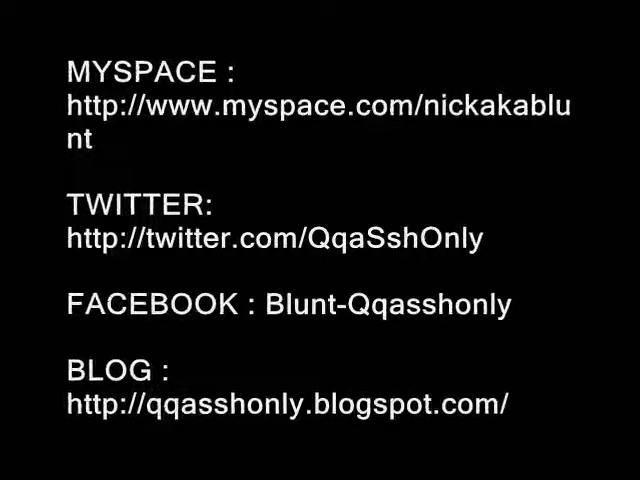 MYSPACE :
http://www.myspace.com/nickakablu
nt
TWITTER:
http://twitter.com/QqaSshOnly
FACEBOOK : Blunt-Qqasshonly
BLOG :
http://qqasshonly.blogspot.com/